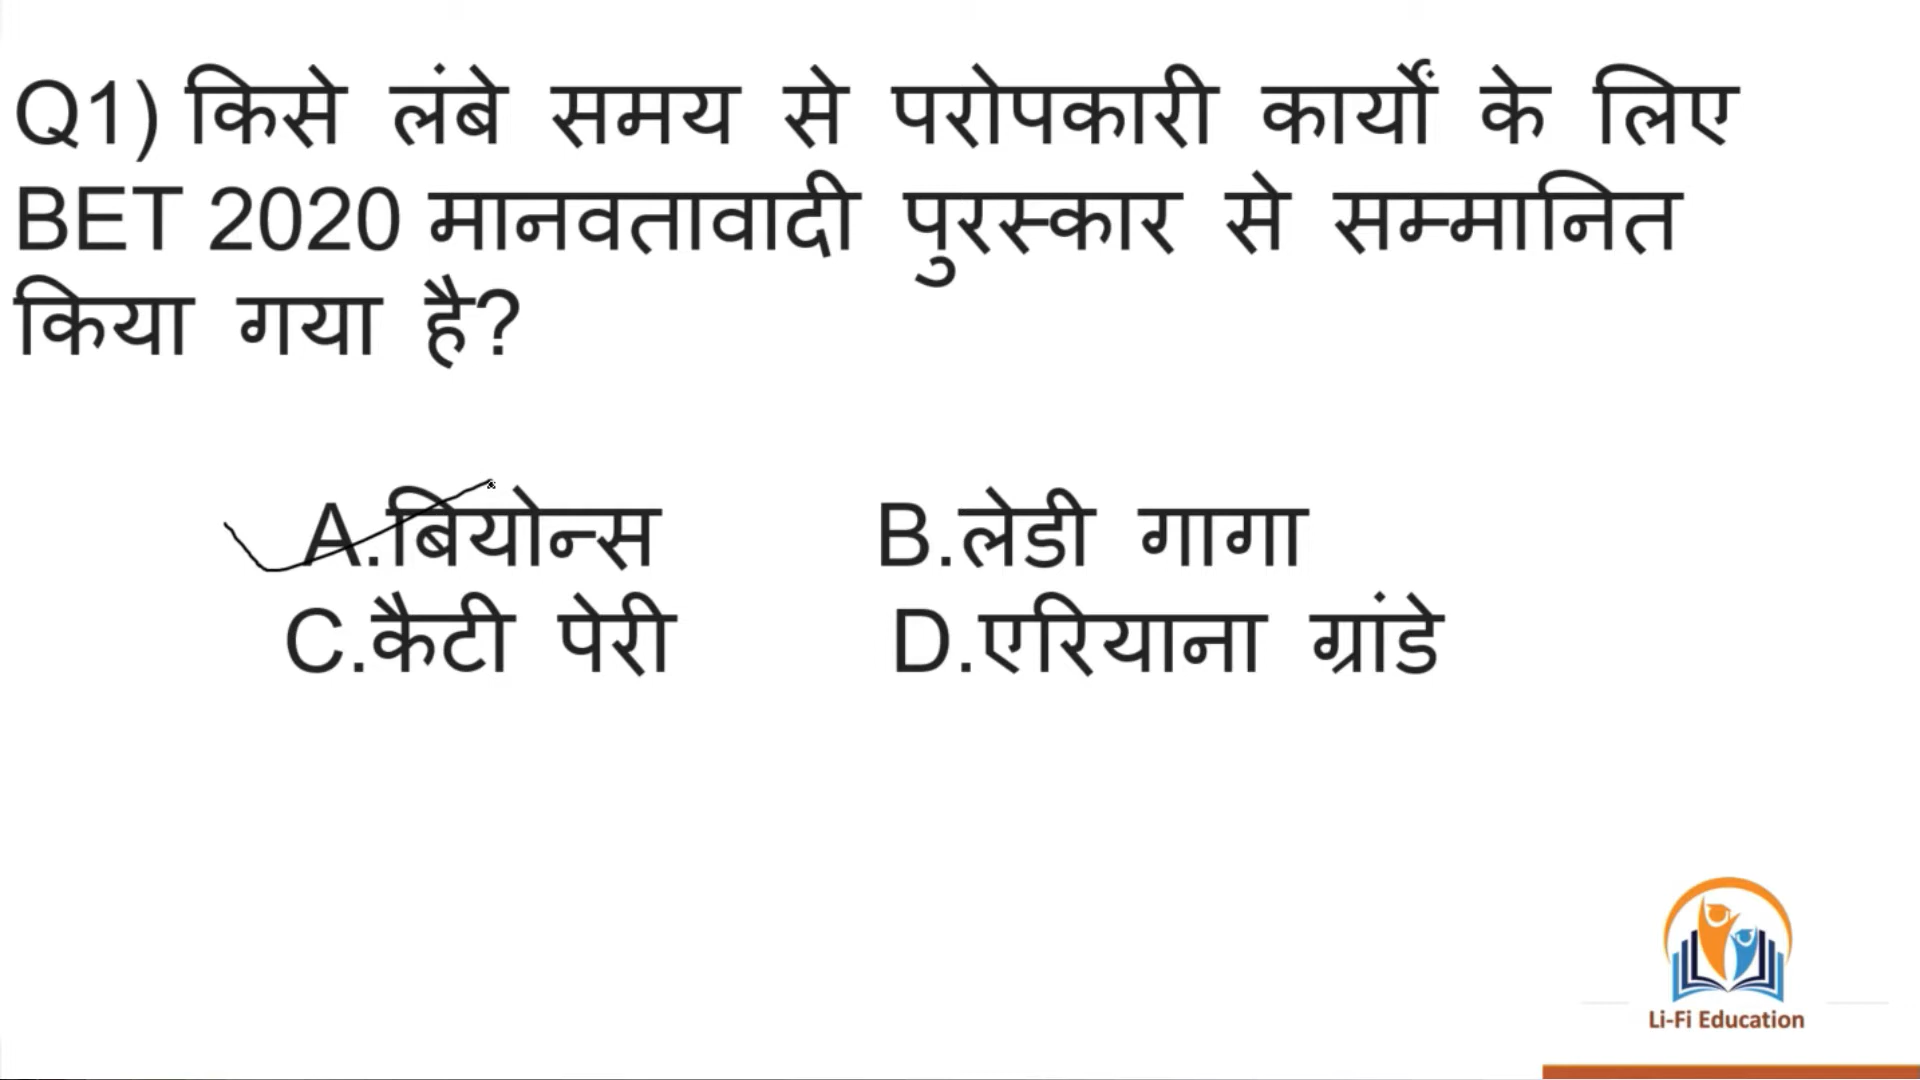 Q1) किसे लंबे समय से परोपकारी कार्यों के लिए
BET 2020 मानवतावादी पुरस्कार से सम्मानित
किया गया है?
A.बियोन्स B.लेडी गागा
C.कैटी पेरी D.एरियाना ग्रांडे
Li-Fi Education